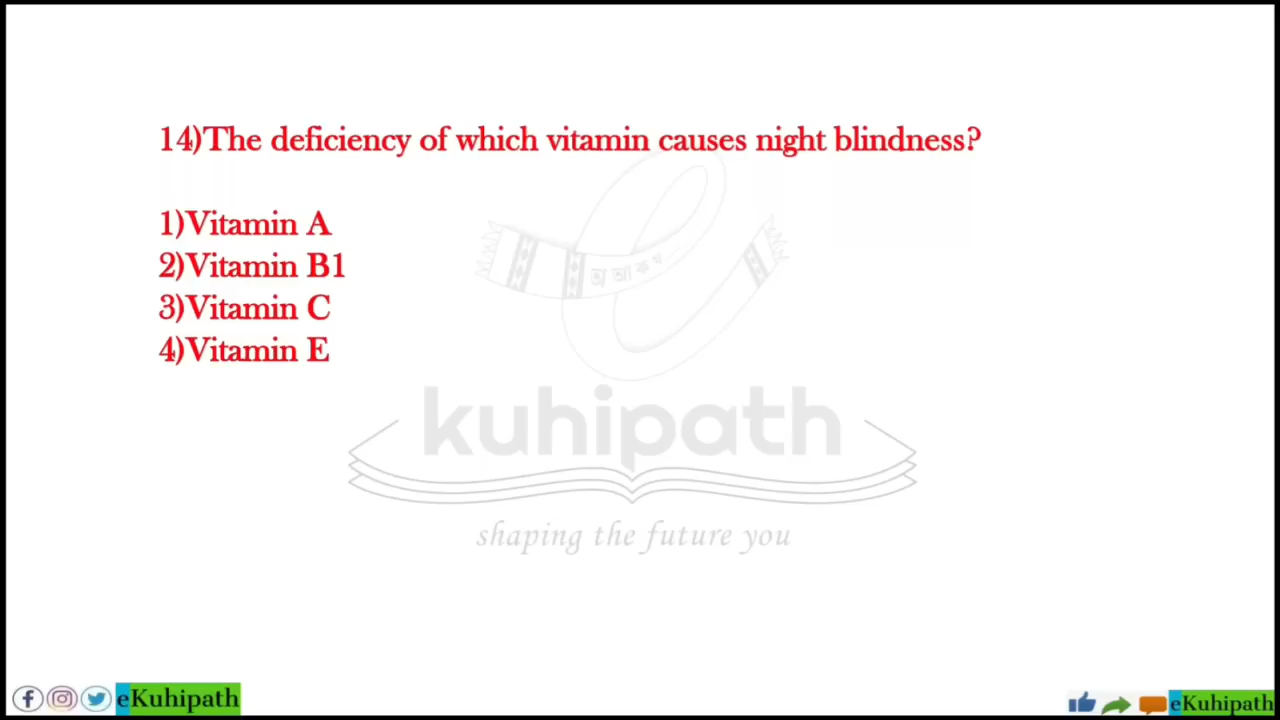 14)The deficiency of which vitamin causes night blindness?
1)Vitamin A
2)Vitamin B1
3)Vitamin C
4)Vitamin E
অ আ ক খ
kuhipath
shaping the future you
eKuhipath
eKuhipath